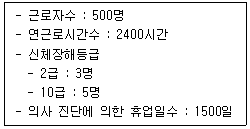 - 근로자수 : 500명
- 연근로시간수 : 2400시간
- 신체장해등급
- 2급 : 3명
- 10급 : 5명
- 의사 진단에 의한 휴업일수 : 1500일